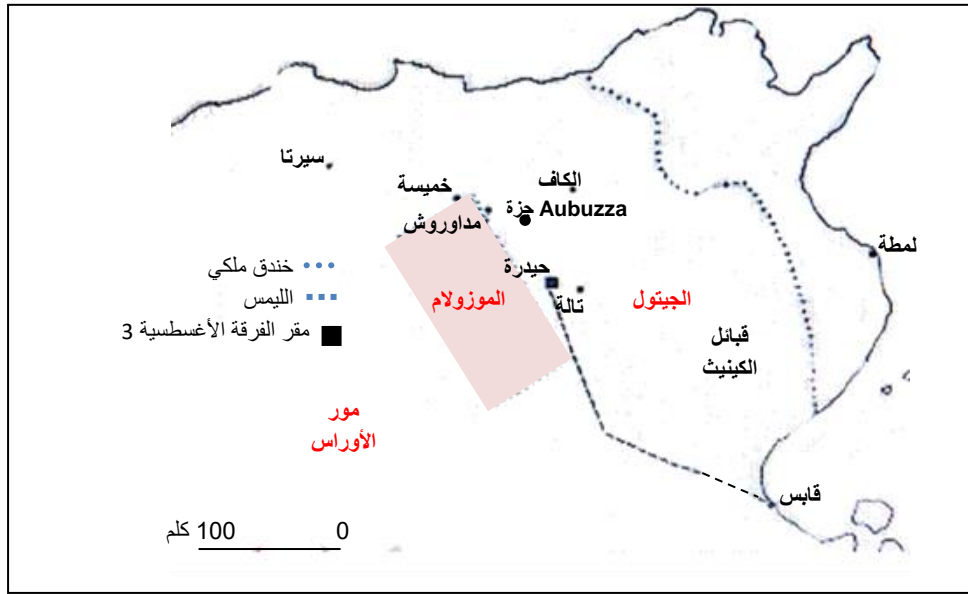 سيرتا
خميسة
الكاف
جزة Aubuzza
مداوروش
لمطة
حيدرة
خندق ملكي
الليمس
مقر الفرقة الأغسطسية 3
الموزولام
الجيتول
تالة
قبائل
الكينيث
مور
الأوراس
قابس
100 كلم
0